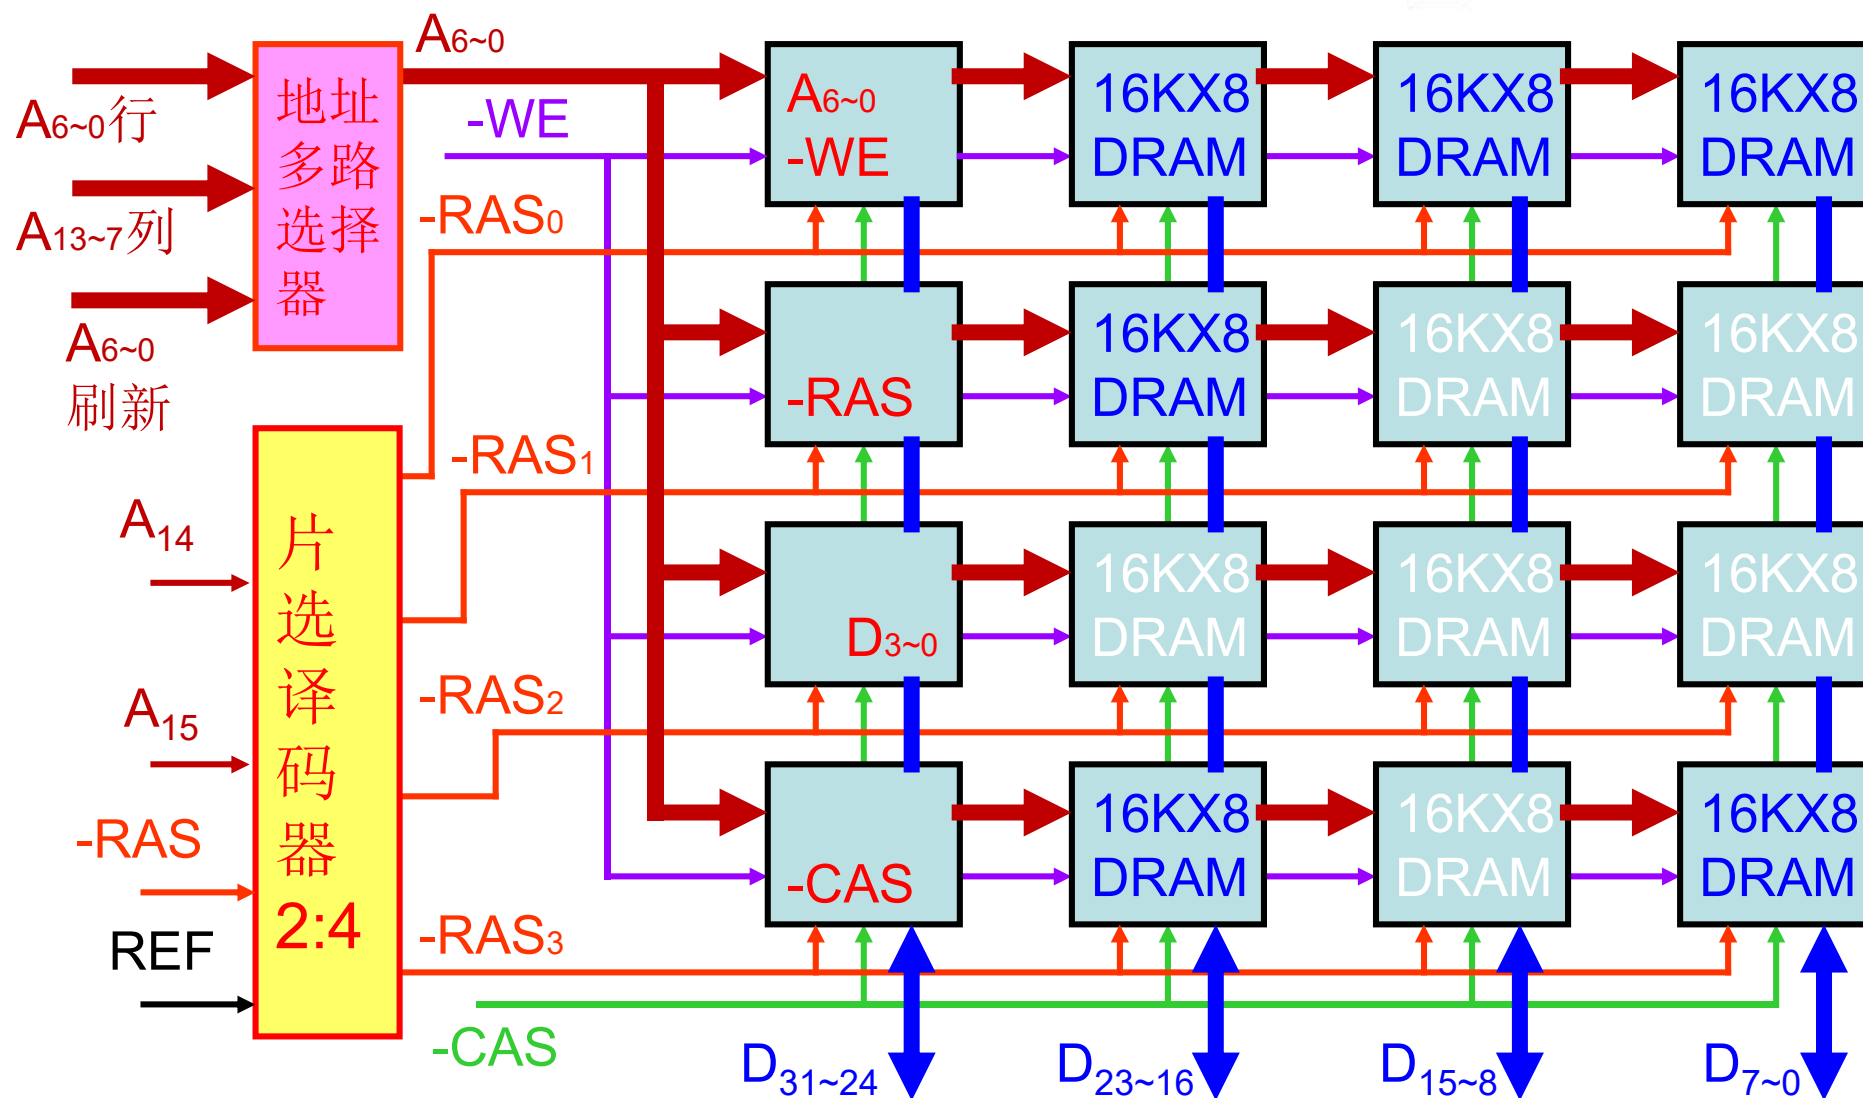 A6~0
A6~0行
A13~7列
A6~0
刷新
地址
多路
选择
器
-WE
-RAS0
-RAS1
-RAS2
-RAS3
-CAS
A14
A15
-RAS
REF
片
选
译
码
器
2:4
A6~0
-WE
16KX8
DRAM
16KX8
DRAM
16KX8
DRAM
-RAS
16KX8
DRAM
16KX8
DRAM
16KX8
DRAM
D3~0
16KX8
DRAM
16KX8
DRAM
16KX8
DRAM
-CAS
16KX8
DRAM
16KX8
DRAM
16KX8
DRAM
D31~24
D23~16
D15~8
D7~0